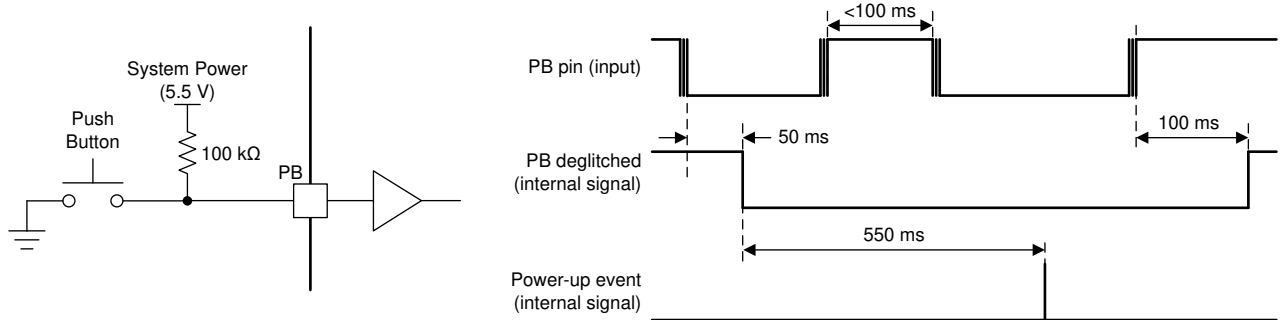 System Power
(5.5 V)
Push
Button
100 kΩ
PB
<100 ms
PB pin (input)
50 ms
100 ms
PB deglitched
(internal signal)
550 ms
Power-up event
(internal signal)